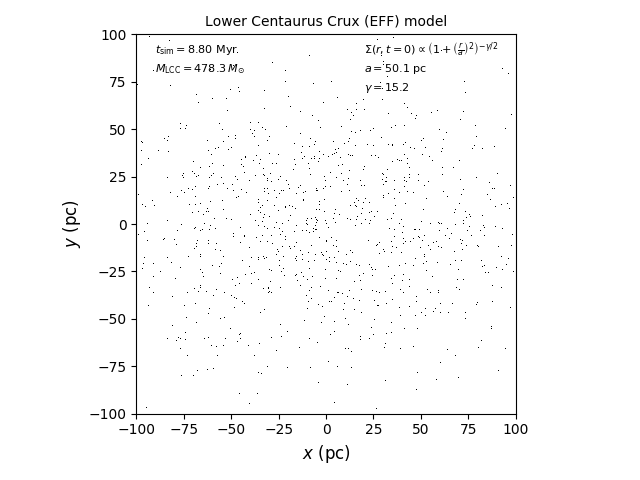 Lower Centaurus Crux (EFF) model
t_sim = 8.80 Myr.
M_LCC = 478.3 M_⊙
Σ(r, t = 0) ∝ (1 + (r/a)²)^(−γ/2)
a = 50.1 pc
γ = 15.2
100
75
50
25
0
−25
−50
−75
−100
y (pc)
−100 −75 −50 −25 0 25 50 75 100
x (pc)